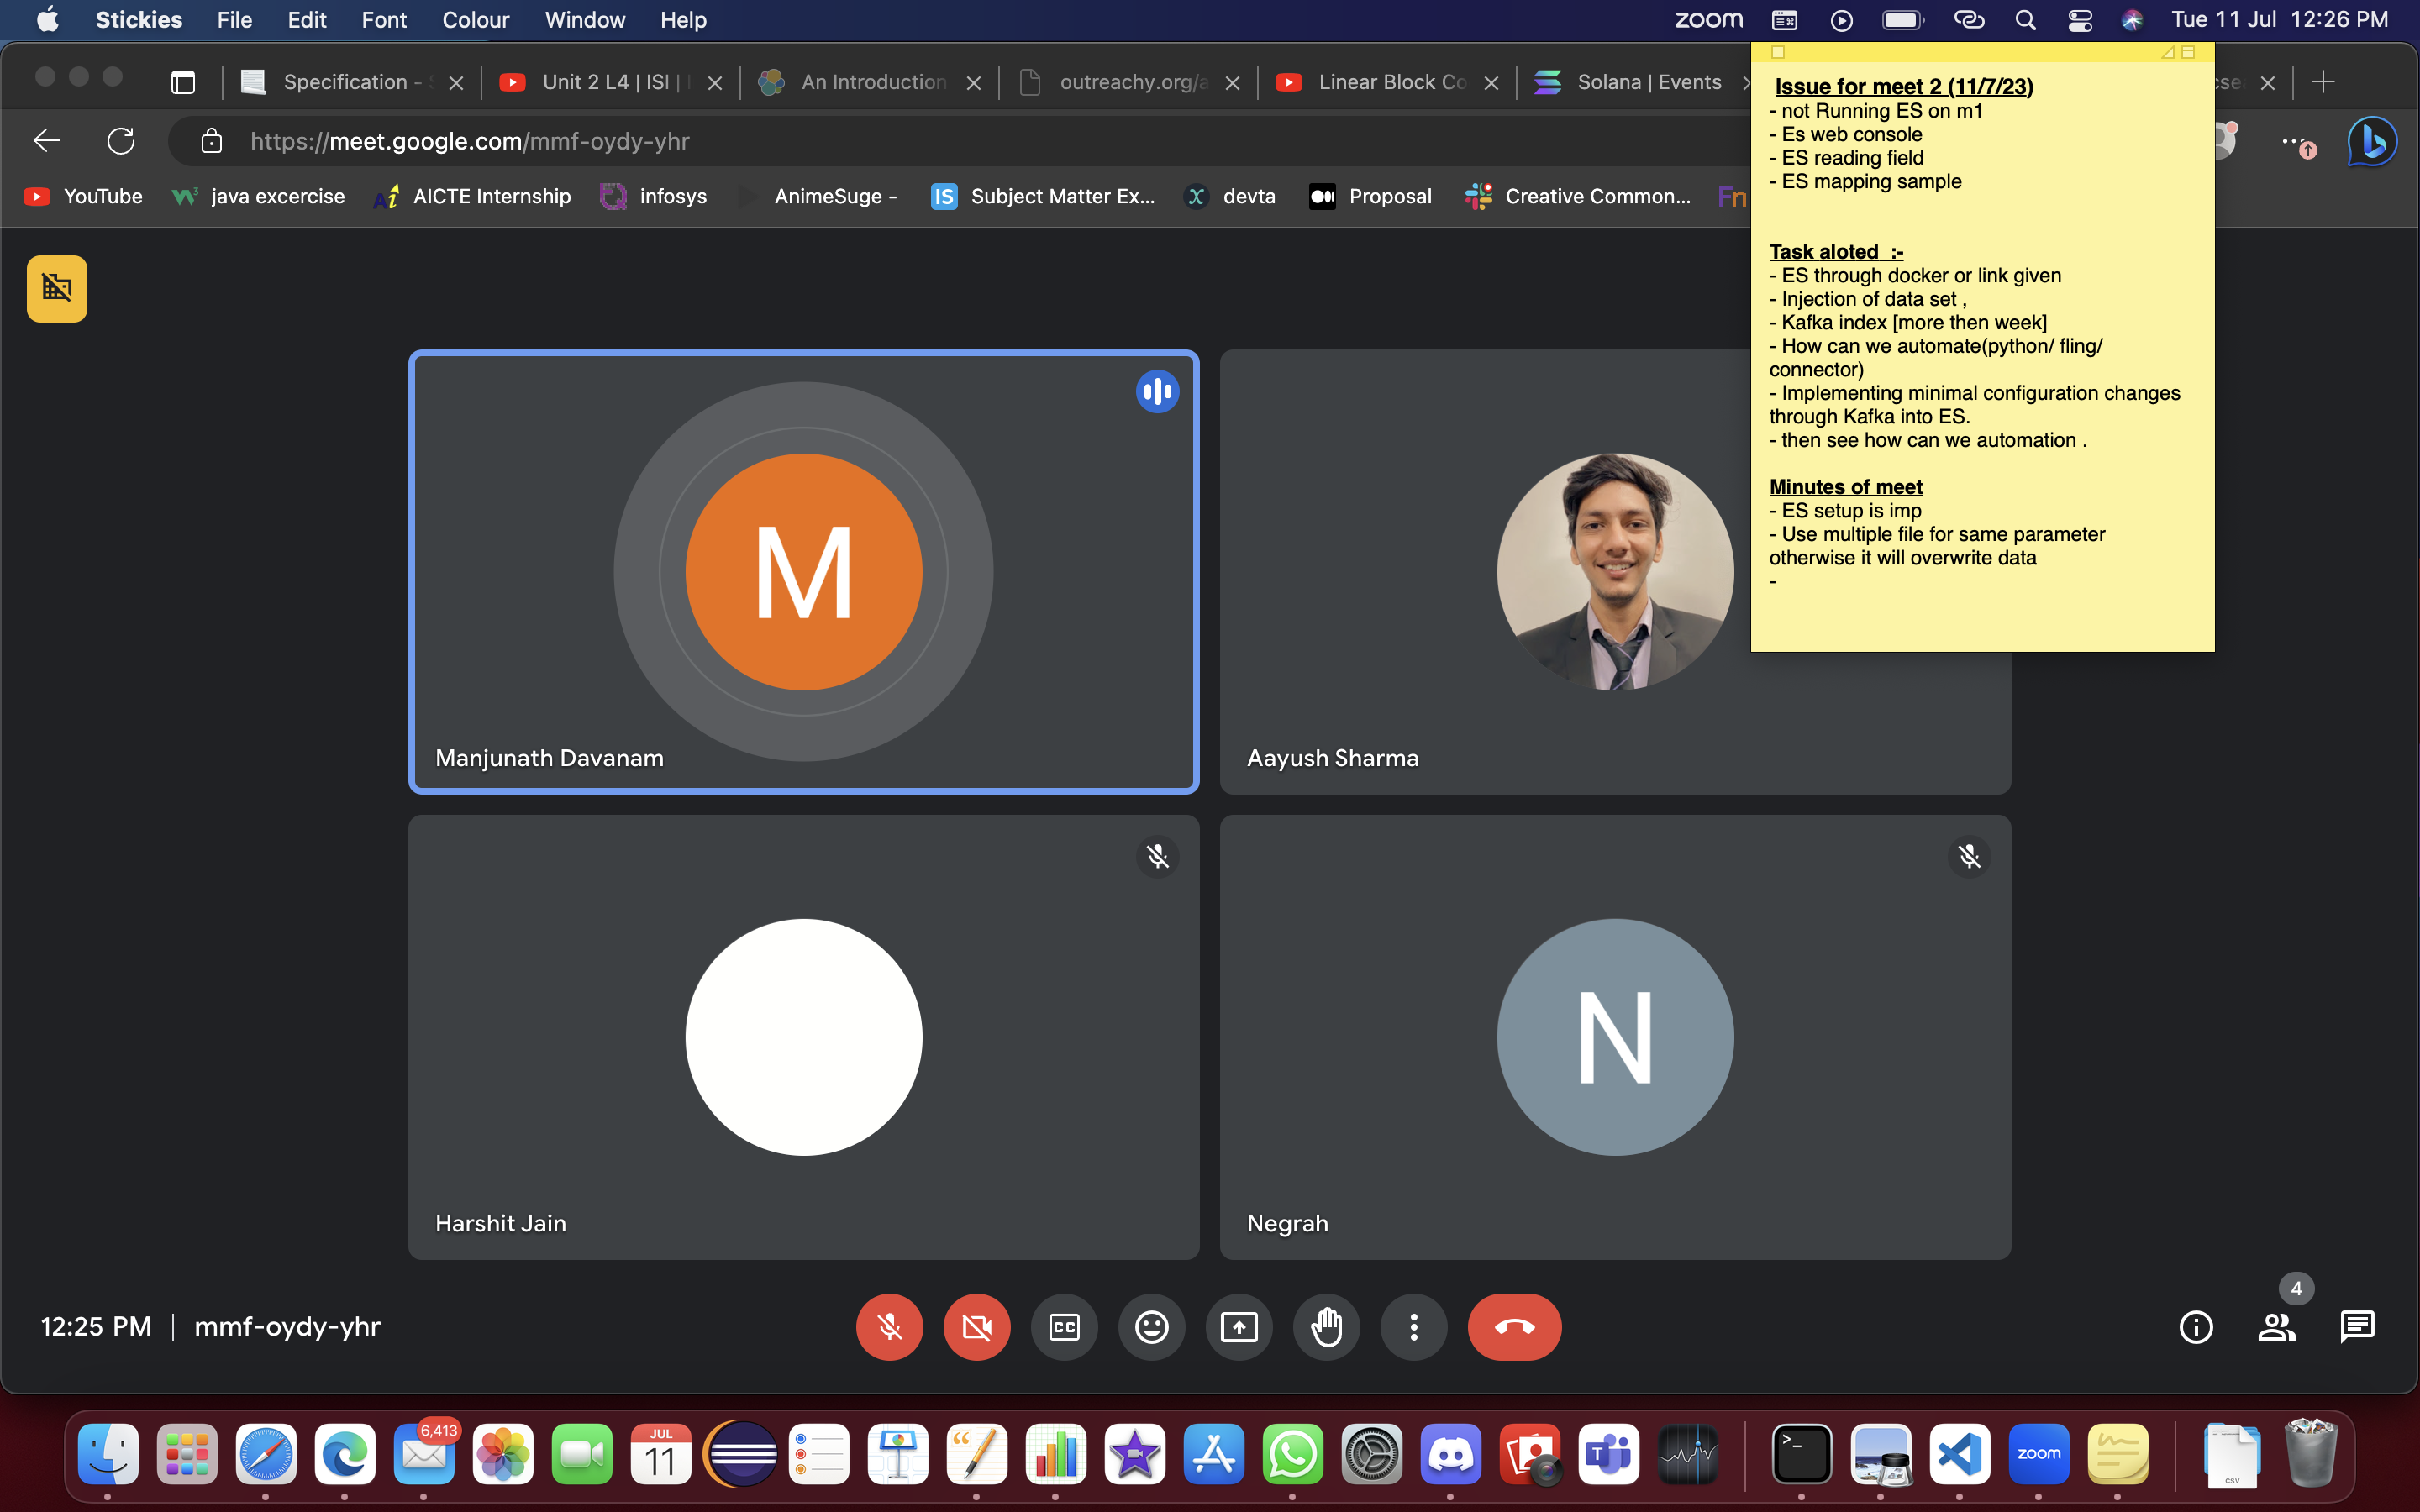 Stickies File Edit Font Colour Window Help zoom Tue 11 Jul 12:26 PM
Specification - Unit 2 L4 | ISI | An Introduction outreachy.org/a Linear Block Co Solana | Events
https://meet.google.com/mmf-oydy-yhr
YouTube java excercise AICTE Internship infosys AnimeSuge - IS Subject Matter Ex... devta Proposal Creative Common... Fn
Issue for meet 2 (11/7/23)
- not Running ES on m1
- Es web console
- ES reading field
- ES mapping sample
Task aloted :-
- ES through docker or link given
- Injection of data set ,
- Kafka index [more then week]
- How can we automate(python/ fling/
connector)
- Implementing minimal configuration changes
through Kafka into ES.
- then see how can we automation .
Minutes of meet
- ES setup is imp
- Use multiple file for same parameter
otherwise it will overwrite data
-
M
Manjunath Davanam
Aayush Sharma
Harshit Jain
N
Negrah
12:25 PM | mmf-oydy-yhr
CC
4
6,413
JUL
11
zoom
CSV